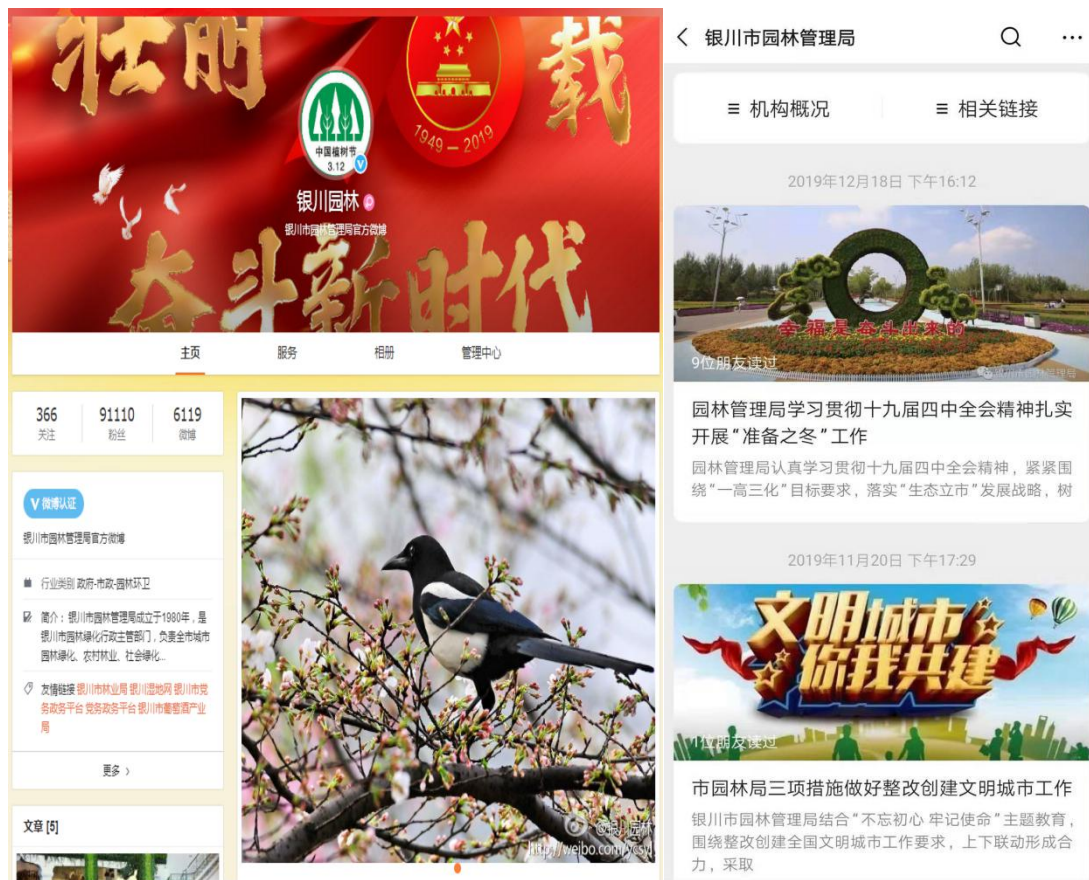 壮丽
载
1949 — 2019
中国植树节
3.12
银川园林
银川市园林管理局官方微博
奋斗新时代
主页
服务
相册
管理中心
366
91110
6119
关注
粉丝
微博
V 微博认证
银川市园林管理局官方微博
行业类别 政府-市政-园林环卫
简介：银川市园林管理局成立于1980年，是
银川市园林绿化行政主管部门，负责全市城市
园林绿化、农村林业、社会绿化...
友情链接 银川市林业局 银川湿地网 银川市党
务政务平台 党务政务平台 银川市葡萄酒产业
局
更多 >
文章 [5]
@银川园林
http://weibo.com/ycsyl
银川市园林管理局
机构概况
相关链接
2019年12月18日 下午16:12
幸福是奋斗出来的
9位朋友读过
银川市园林管理局
园林管理局学习贯彻十九届四中全会精神扎实
开展“准备之冬”工作
园林管理局认真学习贯彻十九届四中全会精神，紧紧围
绕“一高三化”目标要求，落实“生态立市”发展战略，树
2019年11月20日 下午17:29
文明城市
你我共建
1位朋友读过
市园林局三项措施做好整改创建文明城市工作
银川市园林管理局结合“不忘初心 牢记使命”主题教育，
围绕整改创建全国文明城市工作要求，上下联动形成合
力，采取